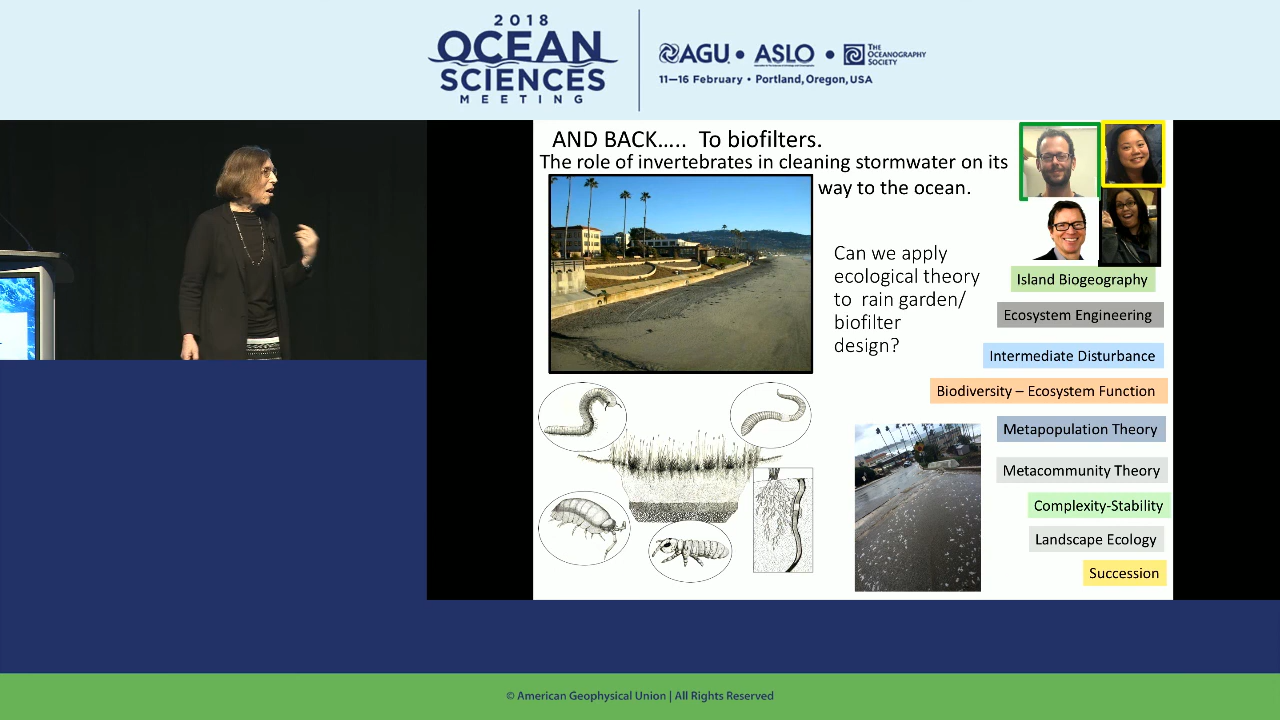 2018
OCEAN
SCIENCES
MEETING
AGU • ASLO • THE OCEANOGRAPHY SOCIETY
11–16 February • Portland, Oregon, USA
AND BACK..... To biofilters.
The role of invertebrates in cleaning stormwater on its
way to the ocean.
Can we apply
ecological theory
to rain garden/
biofilter
design?
Island Biogeography
Ecosystem Engineering
Intermediate Disturbance
Biodiversity – Ecosystem Function
Metapopulation Theory
Metacommunity Theory
Complexity-Stability
Landscape Ecology
Succession
© American Geophysical Union | All Rights Reserved